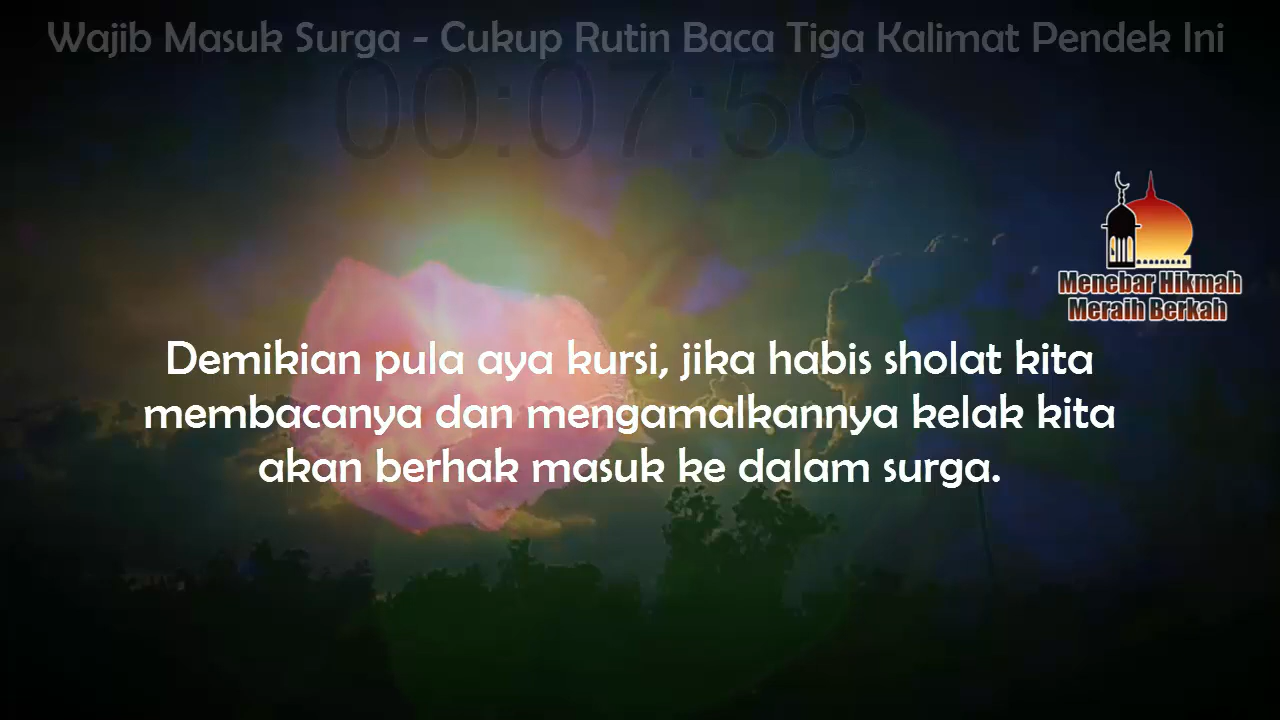 Wajib Masuk Surga - Cukup Rutin Baca Tiga Kalimat Pendek Ini
00:07:56
Menebar Hikmah
Meraih Berkah
Demikian pula aya kursi, jika habis sholat kita
membacanya dan mengamalkannya kelak kita
akan berhak masuk ke dalam surga.